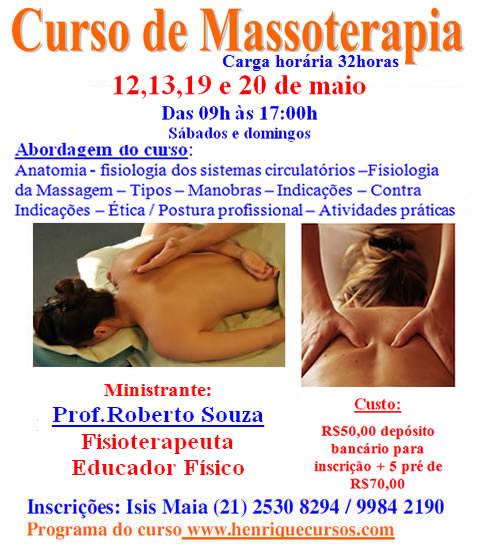 Curso de Massoterapia
Carga horária 32horas
12,13,19 e 20 de maio
Das 09h às 17:00h
Sábados e domingos
Abordagem do curso:
Anatomia - fisiologia dos sistemas circulatórios –Fisiologia
da Massagem – Tipos – Manobras – Indicações – Contra
Indicações – Ética / Postura profissional – Atividades práticas
Ministrante:
Prof.Roberto Souza
Fisioterapeuta
Educador Físico
Custo:
R$50,00 depósito
bancário para
inscrição + 5 pré de
R$70,00
Inscrições: Isis Maia (21) 2530 8294 / 9984 2190
Programa do curso www.henriquecursos.com